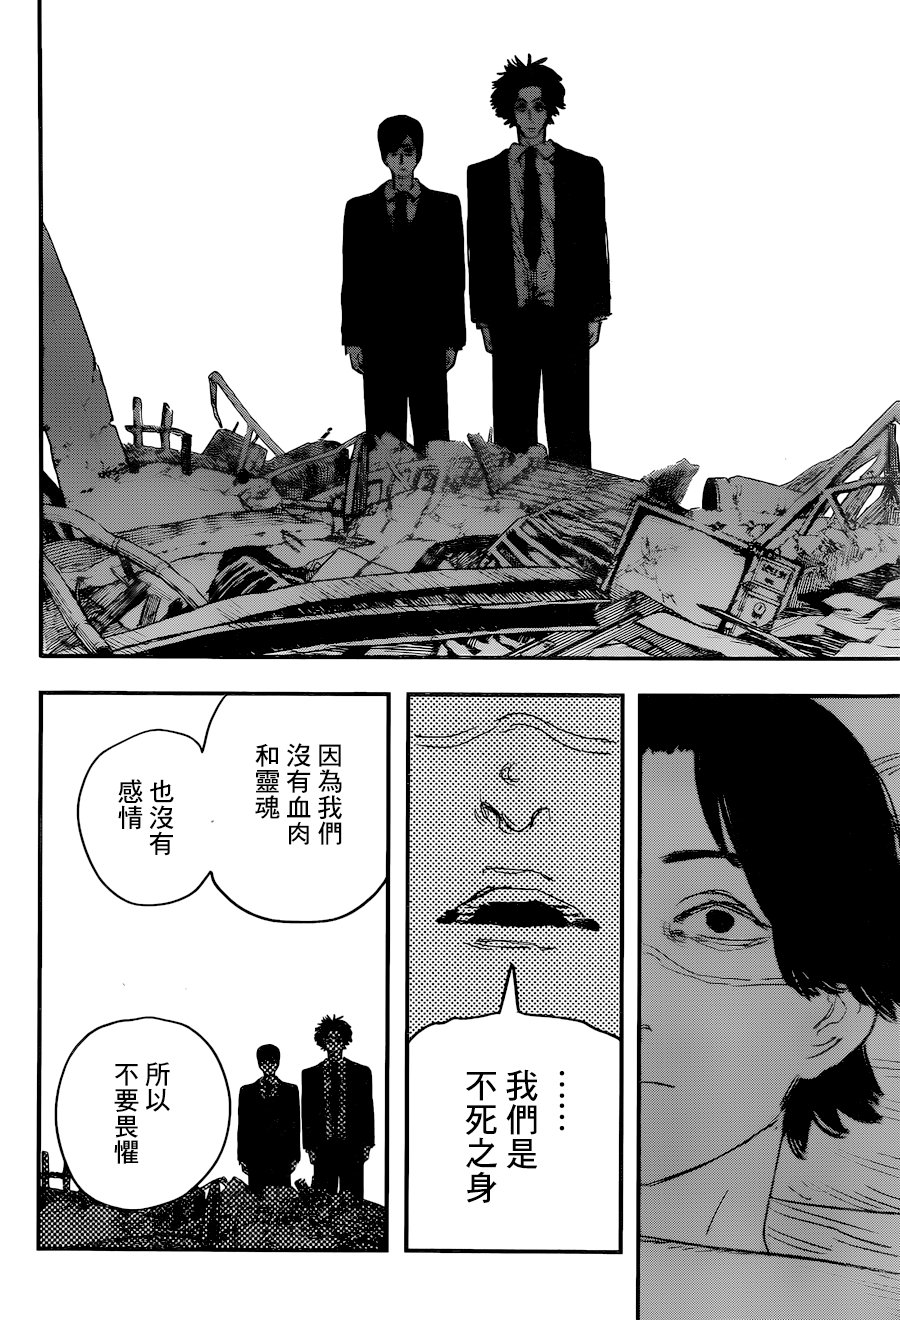 ……
我們是
不死之身
因為我們
沒有血肉
和靈魂
也沒有
感情
所以
不要畏懼